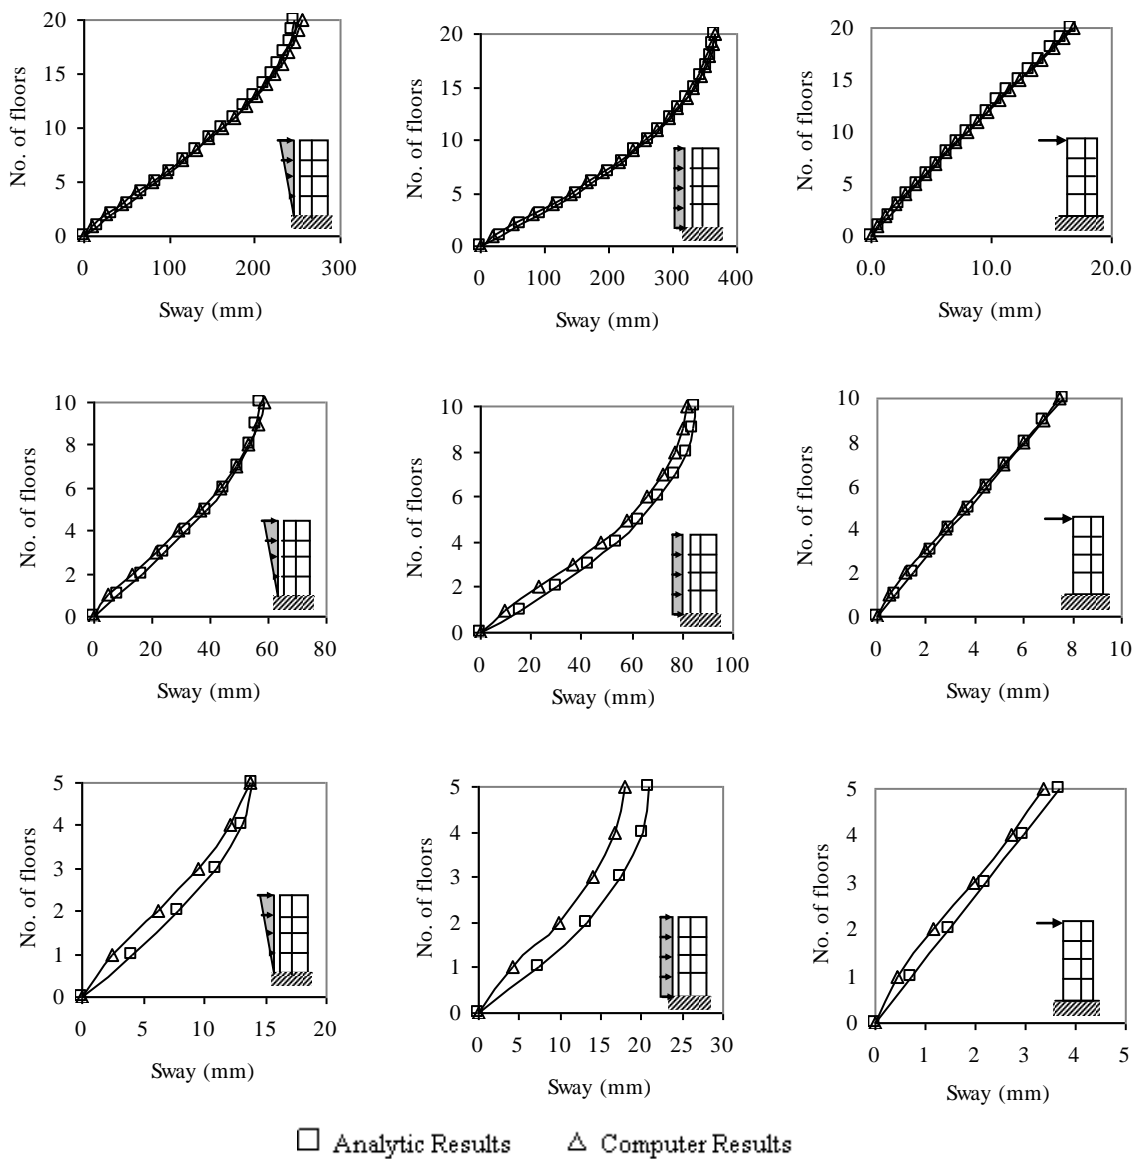 20
15
10
5
0
No. of floors
0 100 200 300
Sway (mm)
20
15
10
5
0
No. of floors
0 100 200 300 400
Sway (mm)
20
15
10
5
0
No. of floors
0.0 10.0 20.0
Sway (mm)
10
8
6
4
2
0
No. of floors
0 20 40 60 80
Sway (mm)
10
8
6
4
2
0
No. of floors
0 20 40 60 80 100
Sway (mm)
10
8
6
4
2
0
No. of floors
0 2 4 6 8 10
Sway (mm)
5
4
3
2
1
0
No. of floors
0 5 10 15 20
Sway (mm)
5
4
3
2
1
0
No. of floors
0 5 10 15 20 25 30
Sway (mm)
5
4
3
2
1
0
No. of floors
0 1 2 3 4 5
Sway (mm)
Analytic Results Computer Results